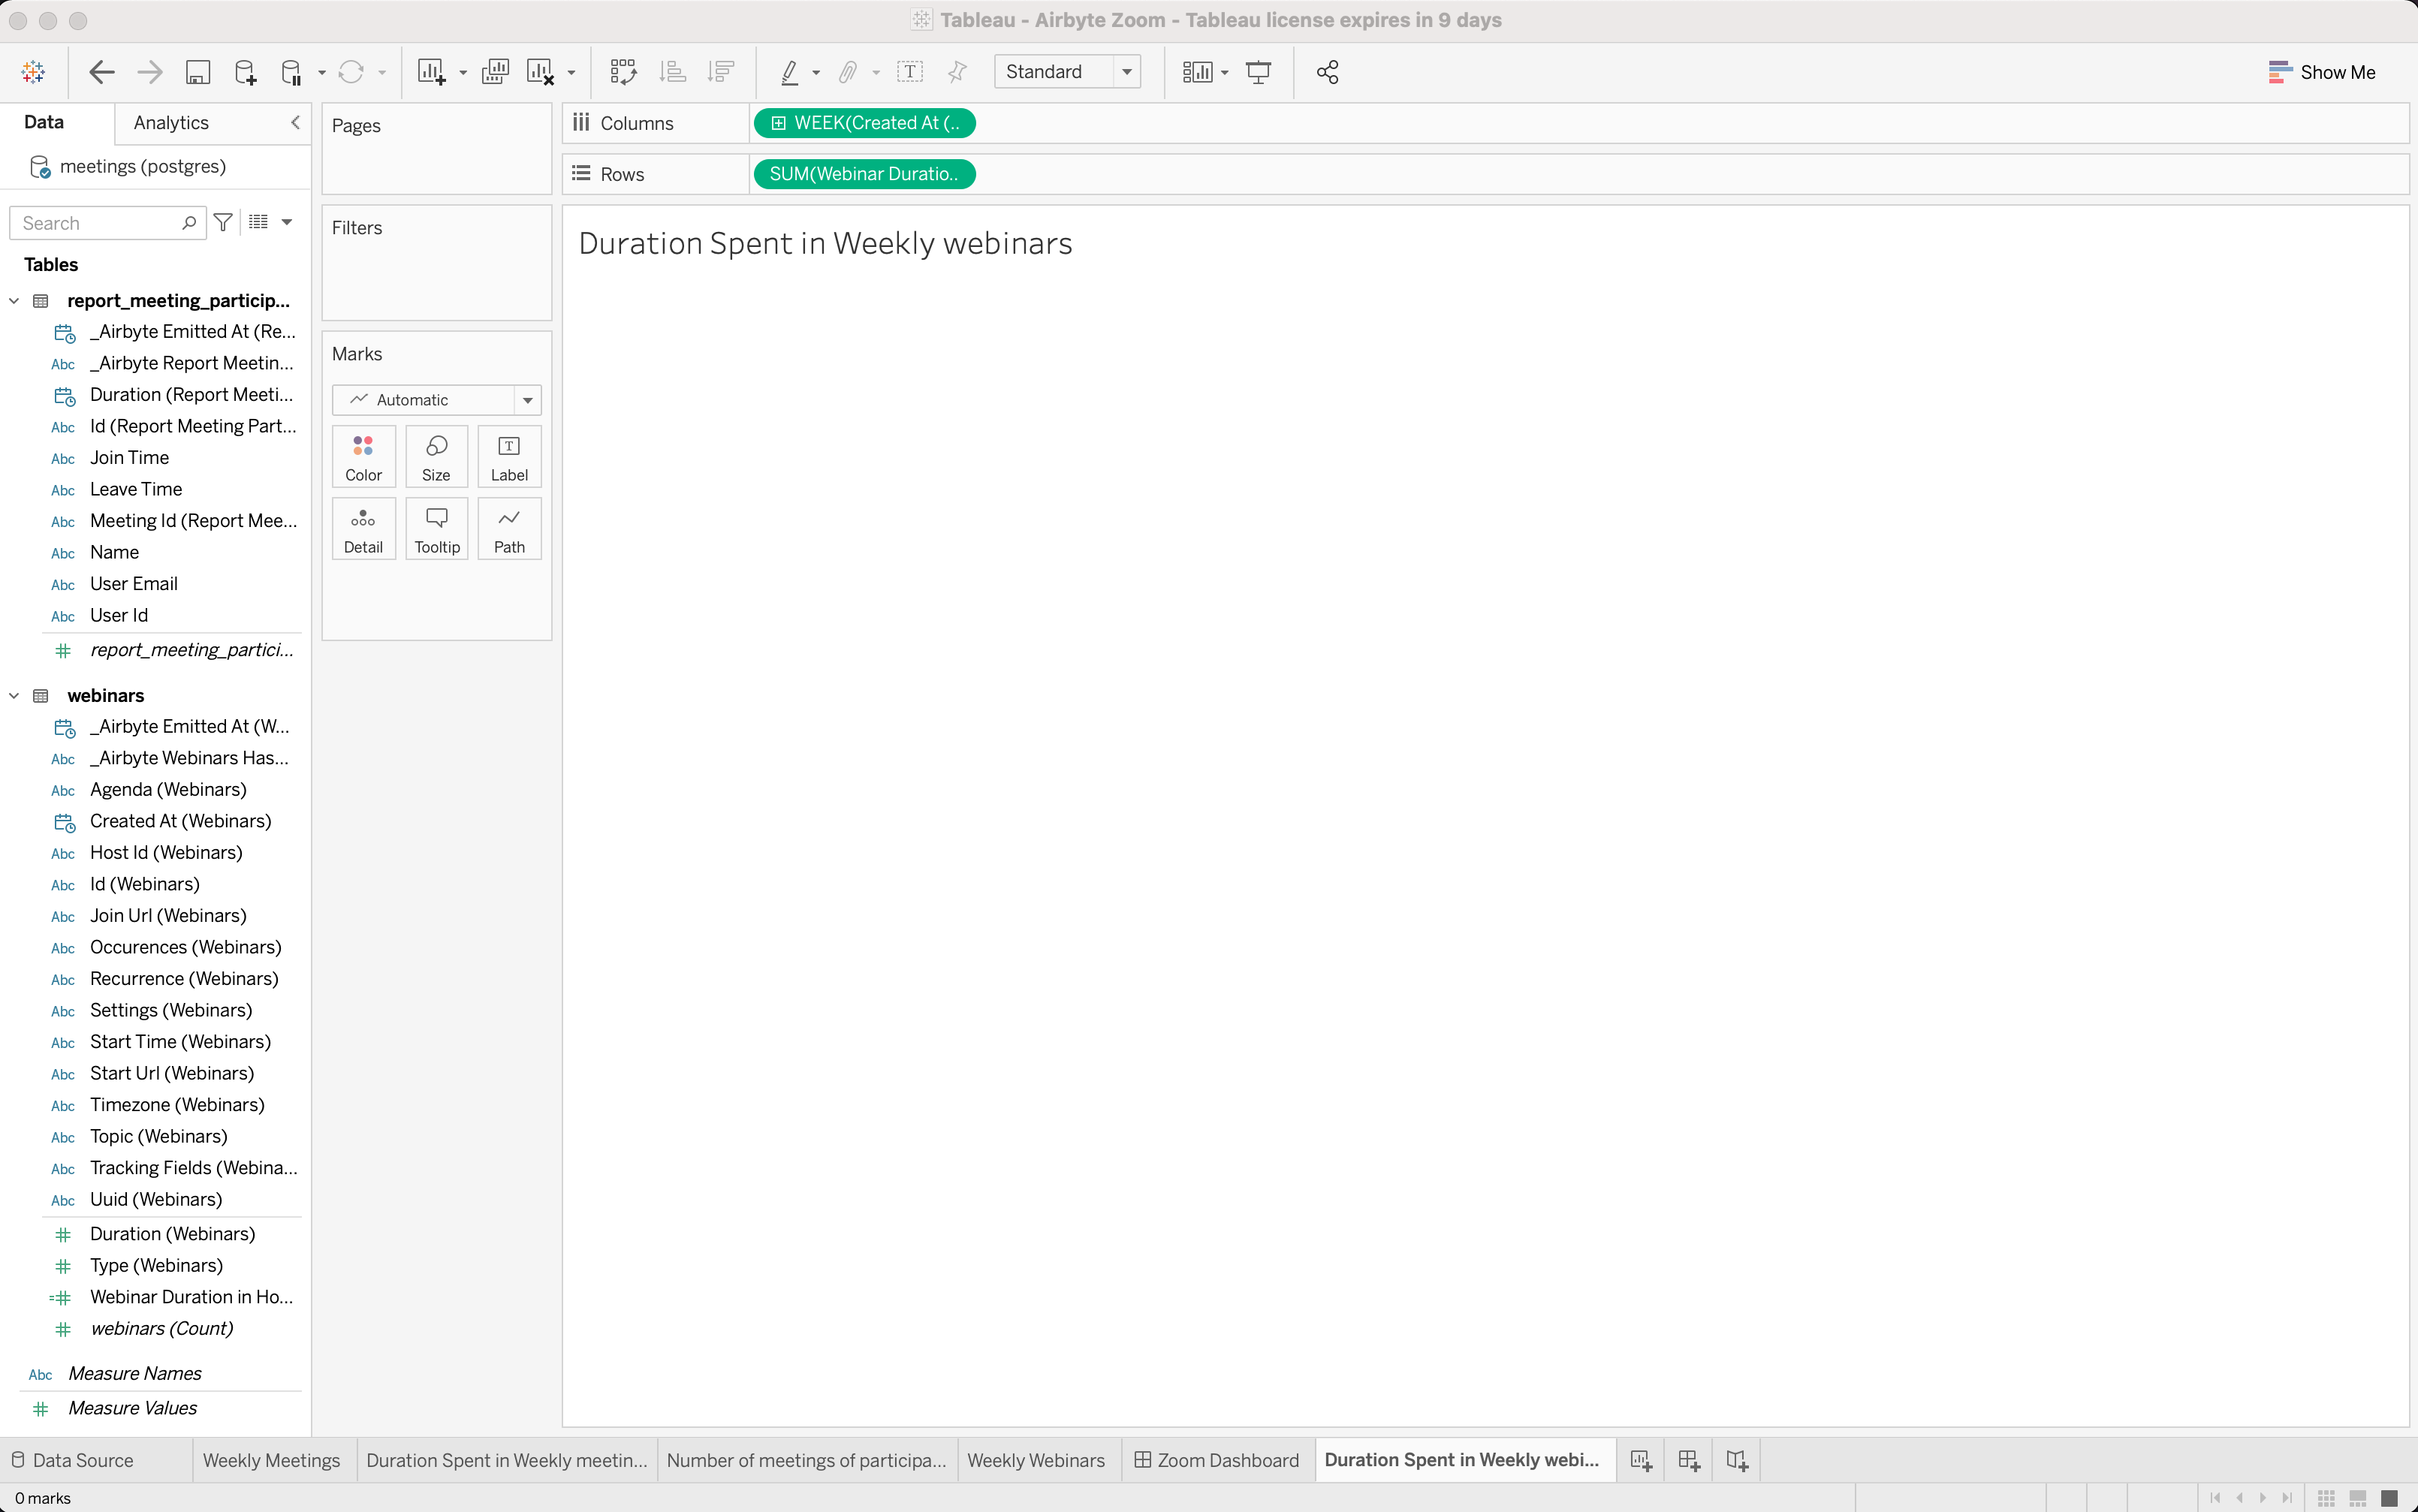 Tableau - Airbyte Zoom - Tableau license expires in 9 days
Standard
Show Me
Data
Analytics
meetings (postgres)
Search
Tables
report_meeting_particip...
_Airbyte Emitted At (Re...
Abc _Airbyte Report Meetin...
Duration (Report Meeti...
Abc Id (Report Meeting Part...
Abc Join Time
Abc Leave Time
Abc Meeting Id (Report Mee...
Abc Name
Abc User Email
Abc User Id
report_meeting_partici...
webinars
_Airbyte Emitted At (W...
Abc _Airbyte Webinars Has...
Abc Agenda (Webinars)
Created At (Webinars)
Abc Host Id (Webinars)
Abc Id (Webinars)
Abc Join Url (Webinars)
Abc Occurences (Webinars)
Abc Recurrence (Webinars)
Abc Settings (Webinars)
Abc Start Time (Webinars)
Abc Start Url (Webinars)
Abc Timezone (Webinars)
Abc Topic (Webinars)
Abc Tracking Fields (Webina...
Abc Uuid (Webinars)
Duration (Webinars)
Type (Webinars)
Webinar Duration in Ho...
webinars (Count)
Abc Measure Names
Measure Values
Pages
Filters
Marks
Automatic
Color
Size
Label
Detail
Tooltip
Path
Columns
WEEK(Created At (..
Rows
SUM(Webinar Duratio..
Duration Spent in Weekly webinars
Data Source
Weekly Meetings
Duration Spent in Weekly meetin...
Number of meetings of participa...
Weekly Webinars
Zoom Dashboard
Duration Spent in Weekly webi...
0 marks